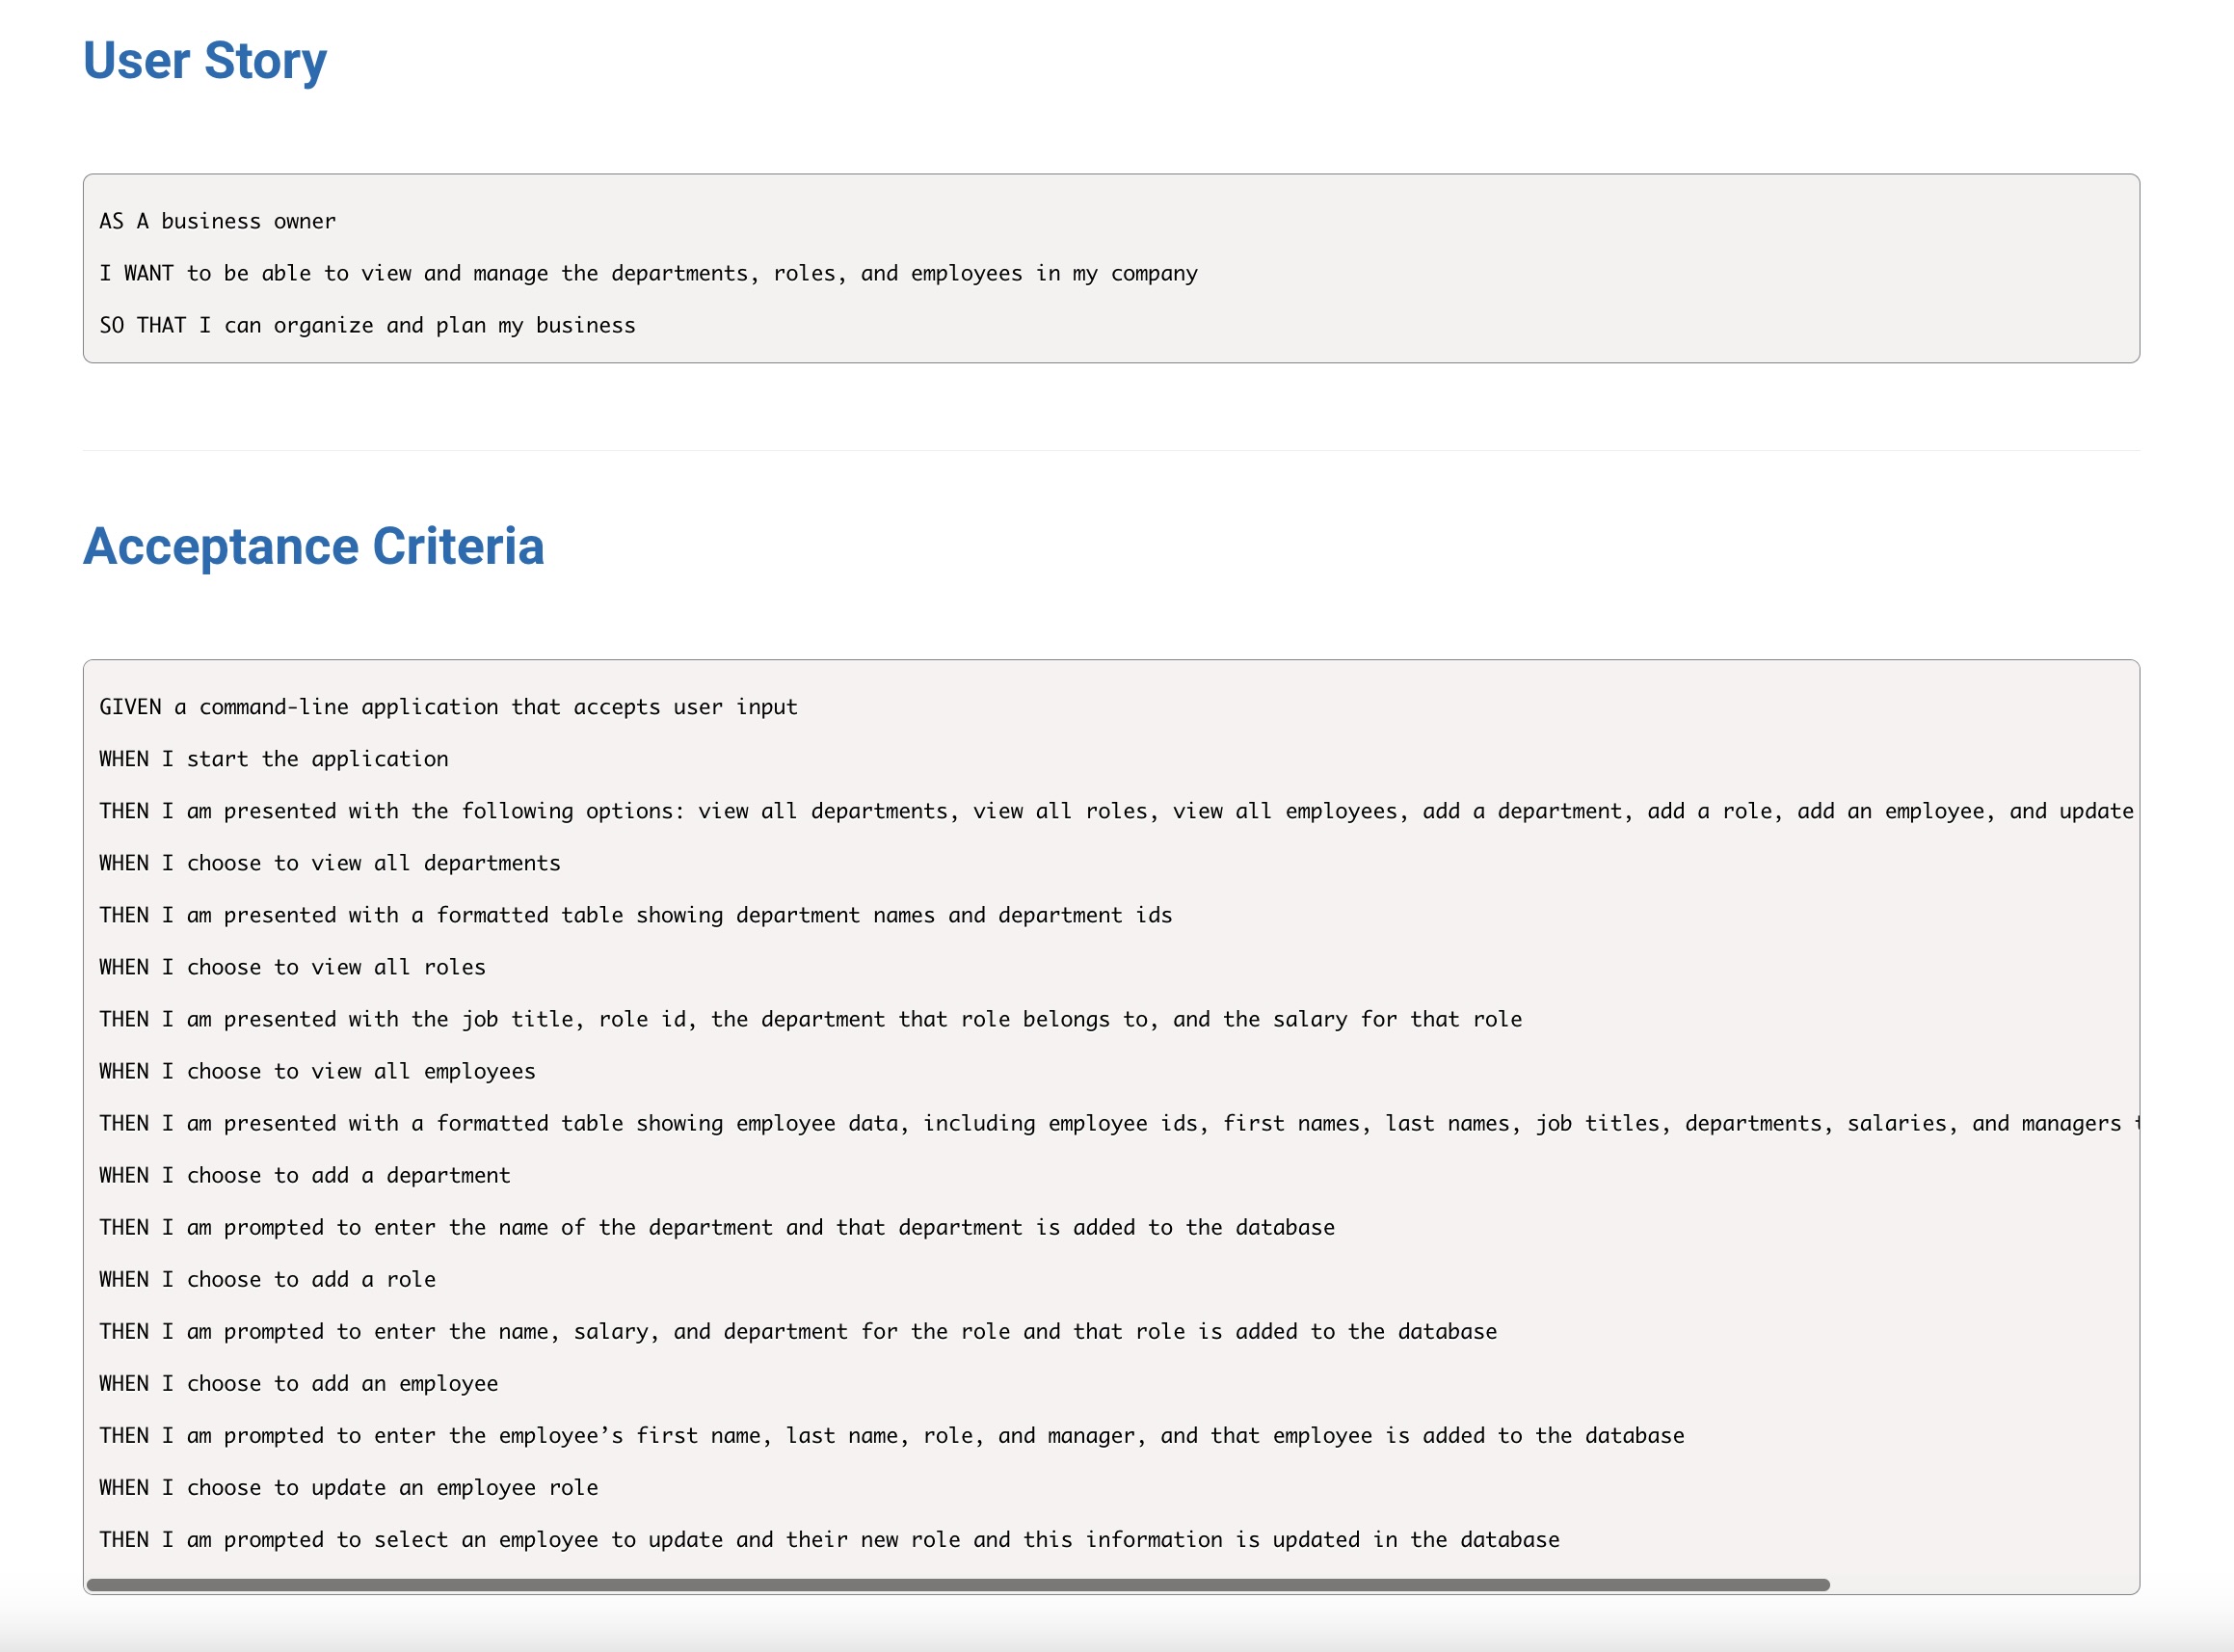 User Story
AS A business owner
I WANT to be able to view and manage the departments, roles, and employees in my company
SO THAT I can organize and plan my business
Acceptance Criteria
GIVEN a command-line application that accepts user input
WHEN I start the application
THEN I am presented with the following options: view all departments, view all roles, view all employees, add a department, add a role, add an employee, and update
WHEN I choose to view all departments
THEN I am presented with a formatted table showing department names and department ids
WHEN I choose to view all roles
THEN I am presented with the job title, role id, the department that role belongs to, and the salary for that role
WHEN I choose to view all employees
THEN I am presented with a formatted table showing employee data, including employee ids, first names, last names, job titles, departments, salaries, and managers
WHEN I choose to add a department
THEN I am prompted to enter the name of the department and that department is added to the database
WHEN I choose to add a role
THEN I am prompted to enter the name, salary, and department for the role and that role is added to the database
WHEN I choose to add an employee
THEN I am prompted to enter the employee’s first name, last name, role, and manager, and that employee is added to the database
WHEN I choose to update an employee role
THEN I am prompted to select an employee to update and their new role and this information is updated in the database